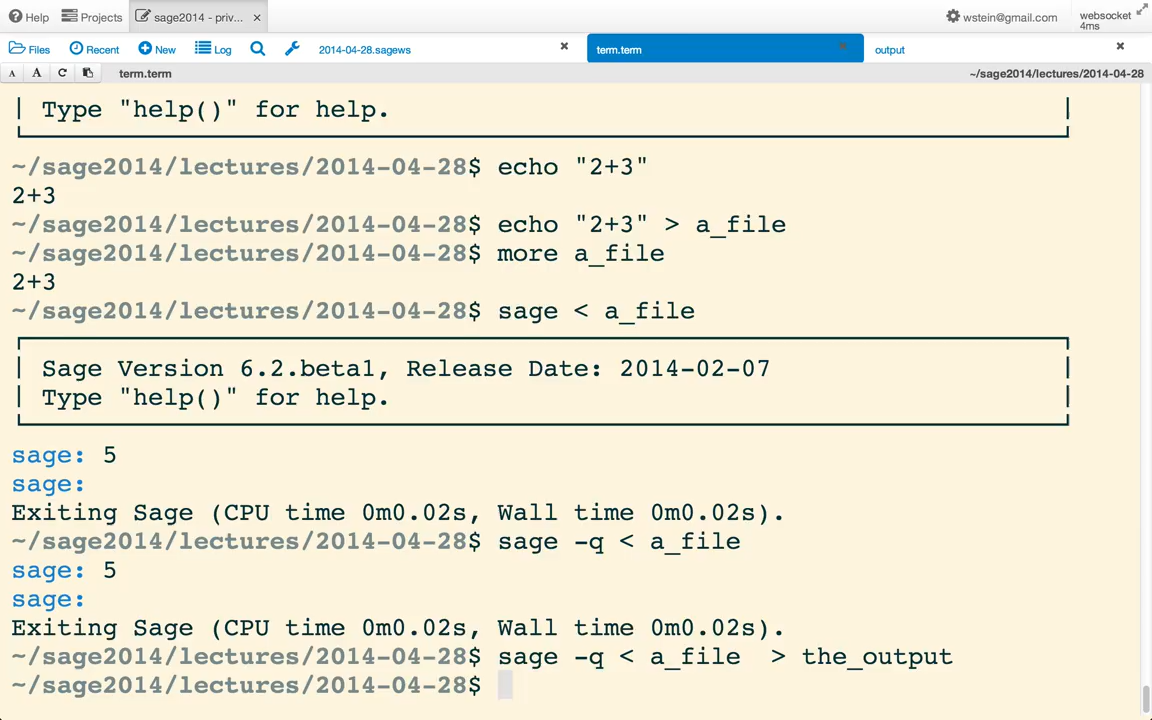 Help Projects sage2014 - priv... × wstein@gmail.com websocket
4ms
Files Recent New Log 2014-04-28.sagews term.term output
A A C term.term ~/sage2014/lectures/2014-04-28
| Type "help()" for help. |
~/sage2014/lectures/2014-04-28$ echo "2+3"
2+3
~/sage2014/lectures/2014-04-28$ echo "2+3" > a_file
~/sage2014/lectures/2014-04-28$ more a_file
2+3
~/sage2014/lectures/2014-04-28$ sage < a_file
| Sage Version 6.2.beta1, Release Date: 2014-02-07 |
| Type "help()" for help. |
sage: 5
sage:
Exiting Sage (CPU time 0m0.02s, Wall time 0m0.02s).
~/sage2014/lectures/2014-04-28$ sage -q < a_file
sage: 5
sage:
Exiting Sage (CPU time 0m0.02s, Wall time 0m0.02s).
~/sage2014/lectures/2014-04-28$ sage -q < a_file  > the_output
~/sage2014/lectures/2014-04-28$